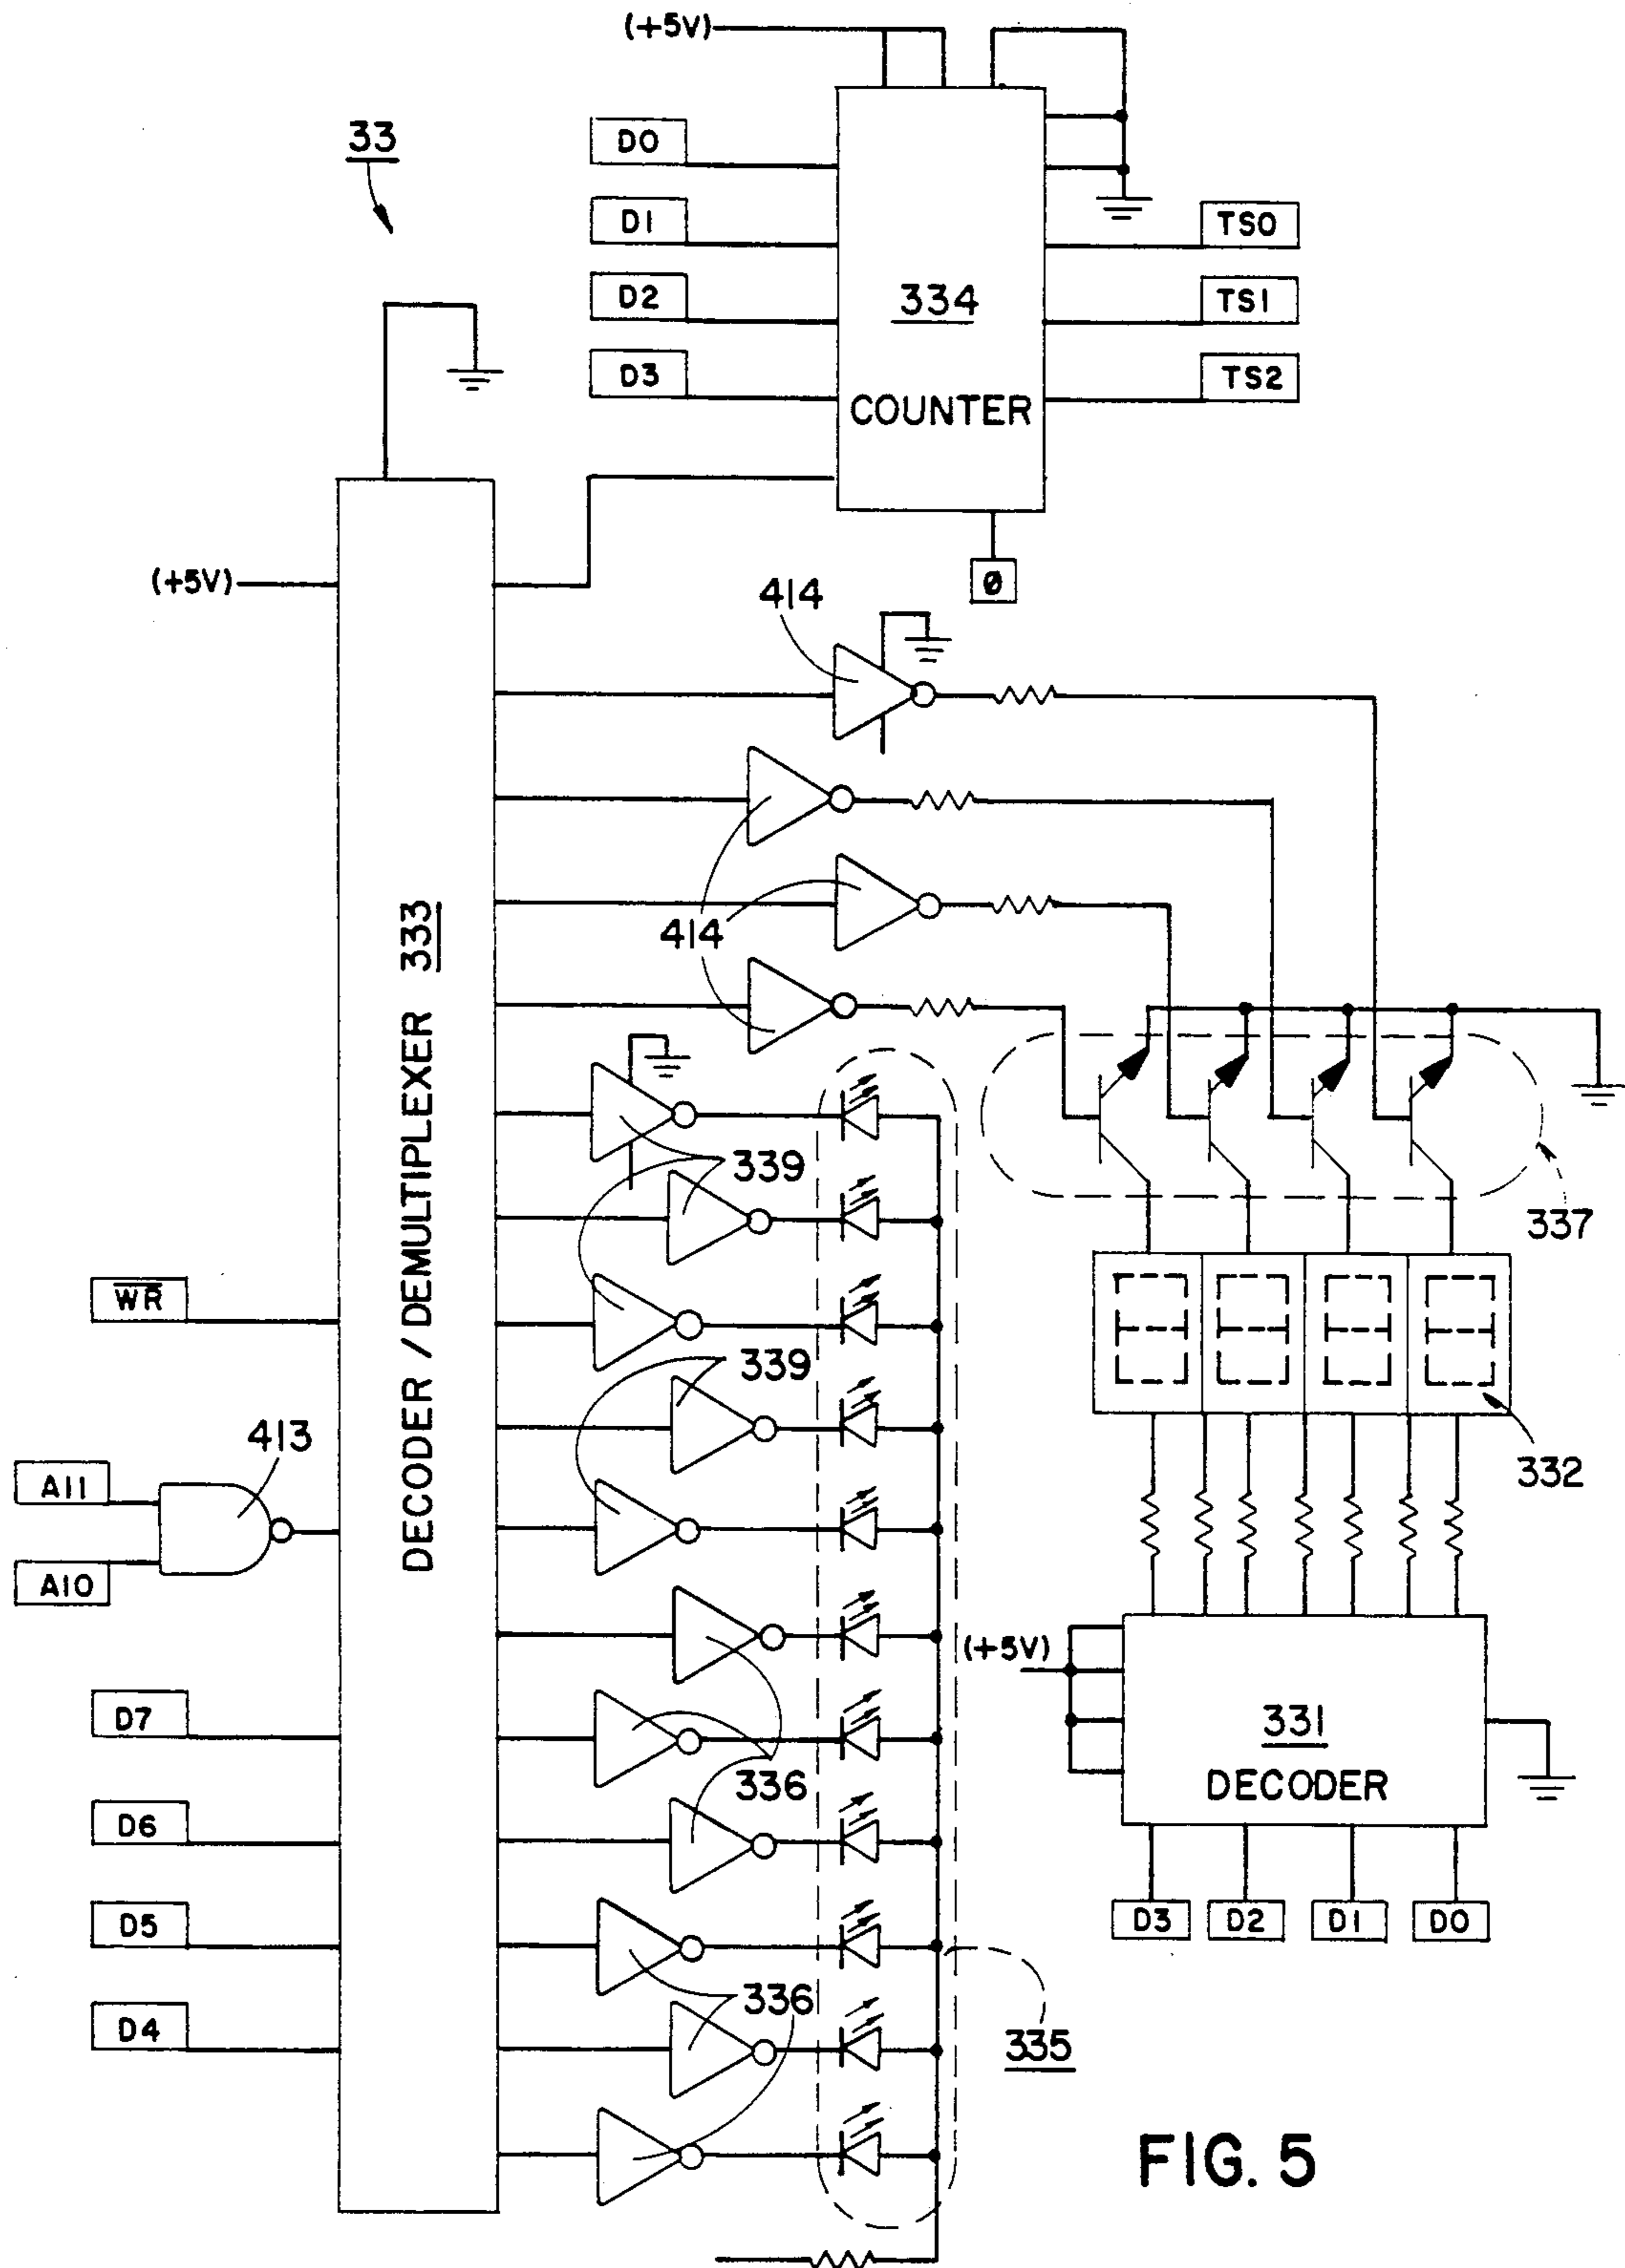 (+5V)
33
D0
D1
TS0
D2
334
TS1
D3
TS2
COUNTER
(+5V)
Ø
414
414
DECODER / DEMULTIPLEXER 333
339
337
W̅R̅
339
413
332
A11
A10
(+5V)
D7
331
336
DECODER
D6
D5
D3 D2 D1 D0
336
D4
335
FIG. 5